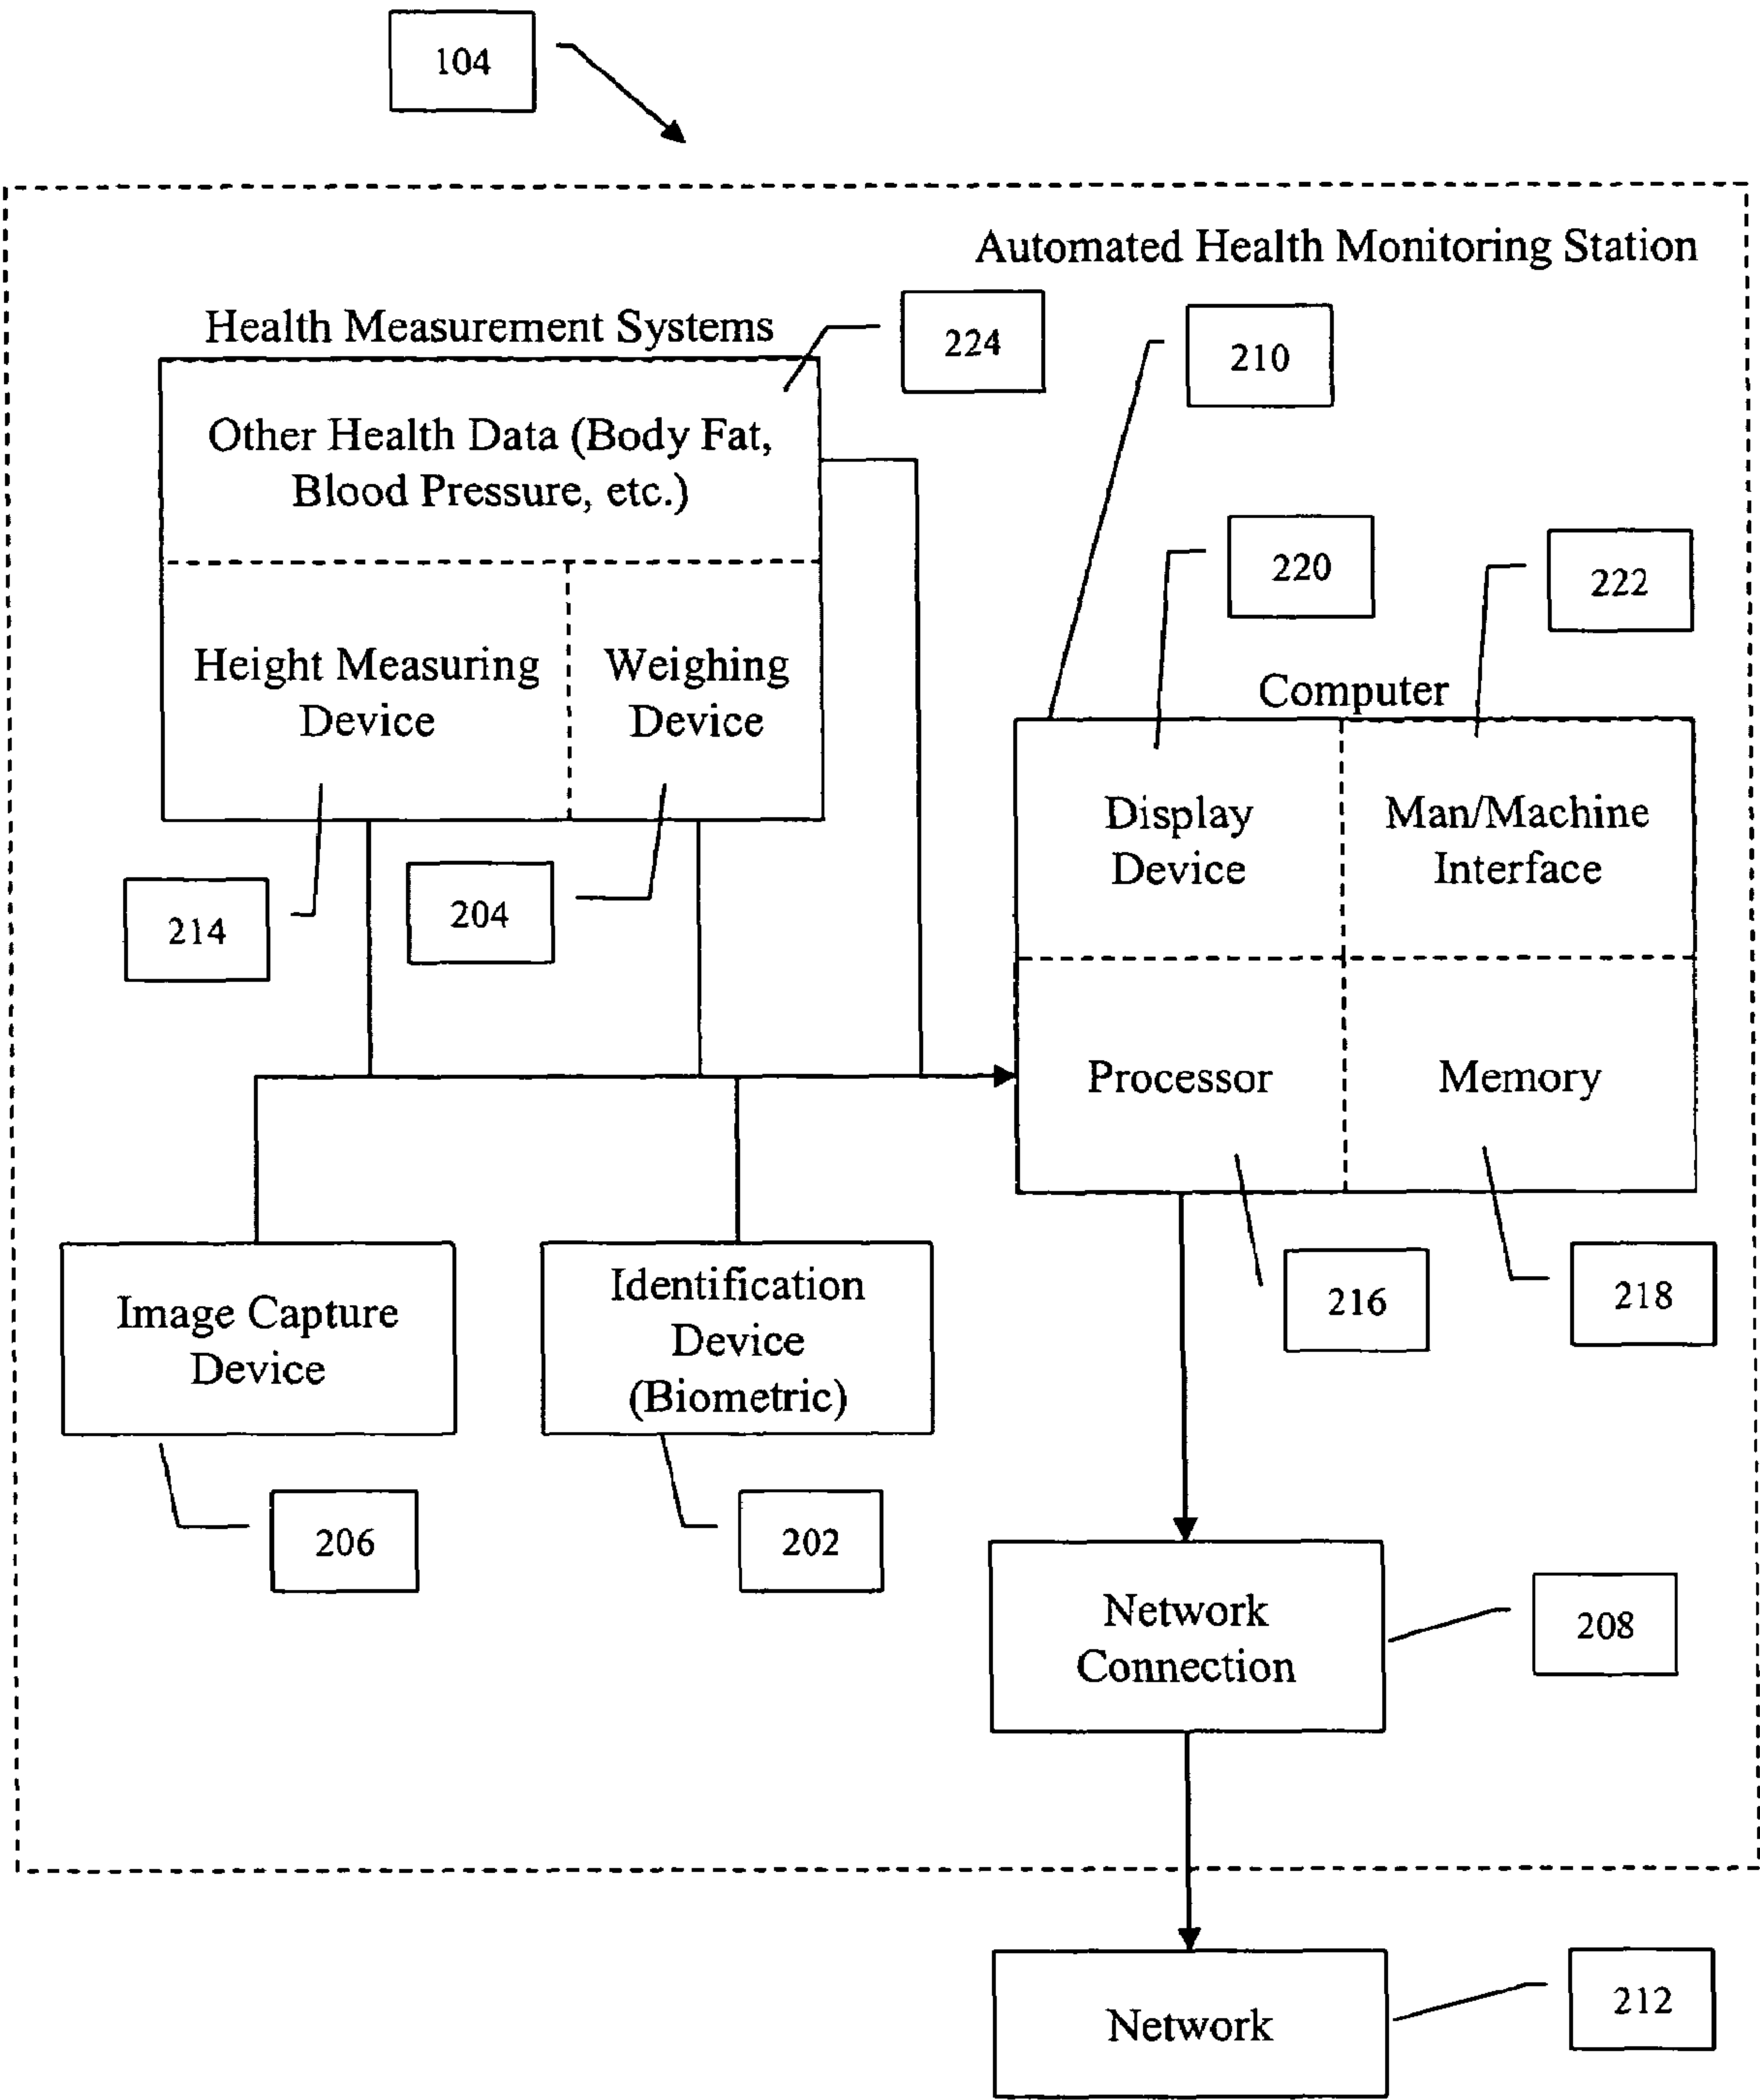 104
Automated Health Monitoring Station
Health Measurement Systems
224
210
Other Health Data (Body Fat,
Blood Pressure, etc.)
220
222
Height Measuring
Device
Weighing
Device
Computer
Display
Device
Man/Machine
Interface
214
204
Processor
Memory
Image Capture
Device
Identification
Device
(Biometric)
216
218
206
202
Network
Connection
208
Network
212